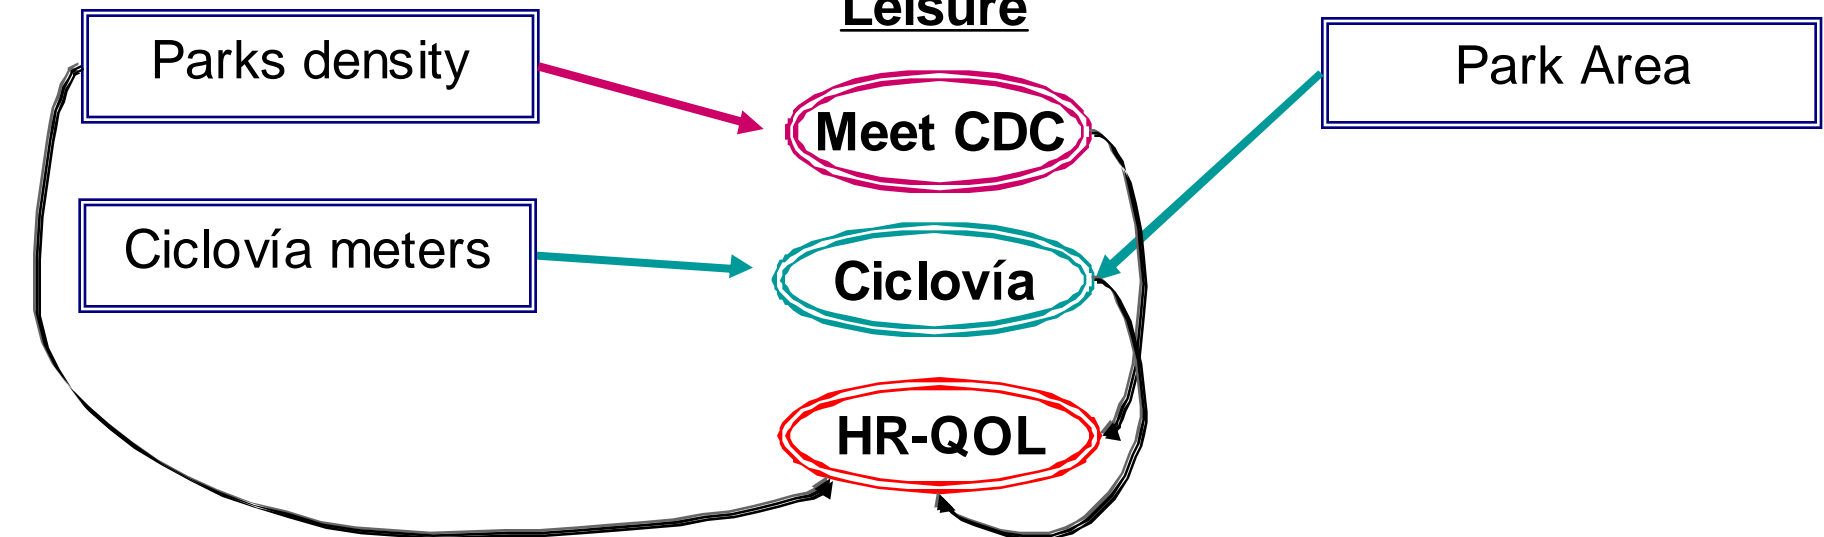 Leisure
Parks density
Park Area
Meet CDC
Ciclovía meters
Ciclovía
HR-QOL